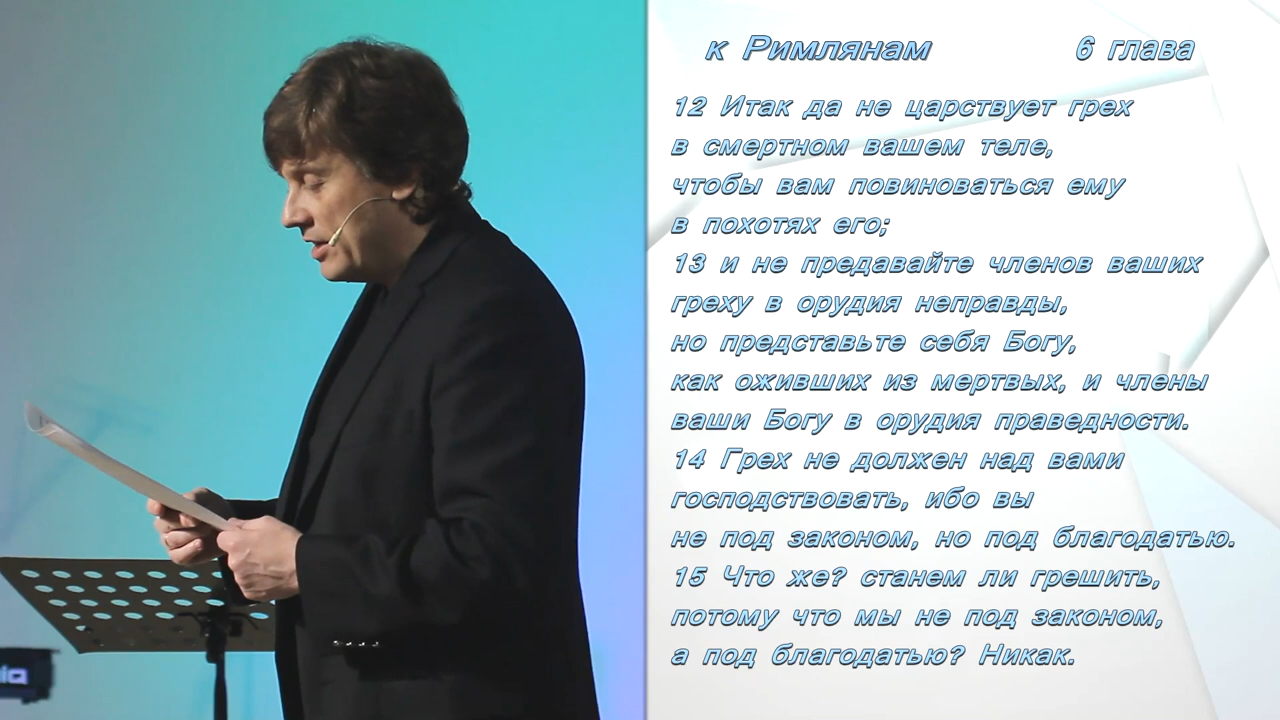 к Римлянам 6 глава
12 Итак да не царствует грех
в смертном вашем теле,
чтобы вам повиноваться ему
в похотях его;
13 и не предавайте членов ваших
греху в орудия неправды,
но представьте себя Богу,
как оживших из мертвых, и члены
ваши Богу в орудия праведности.
14 Грех не должен над вами
господствовать, ибо вы
не под законом, но под благодатью.
15 Что же? станем ли грешить,
потому что мы не под законом,
а под благодатью? Никак.